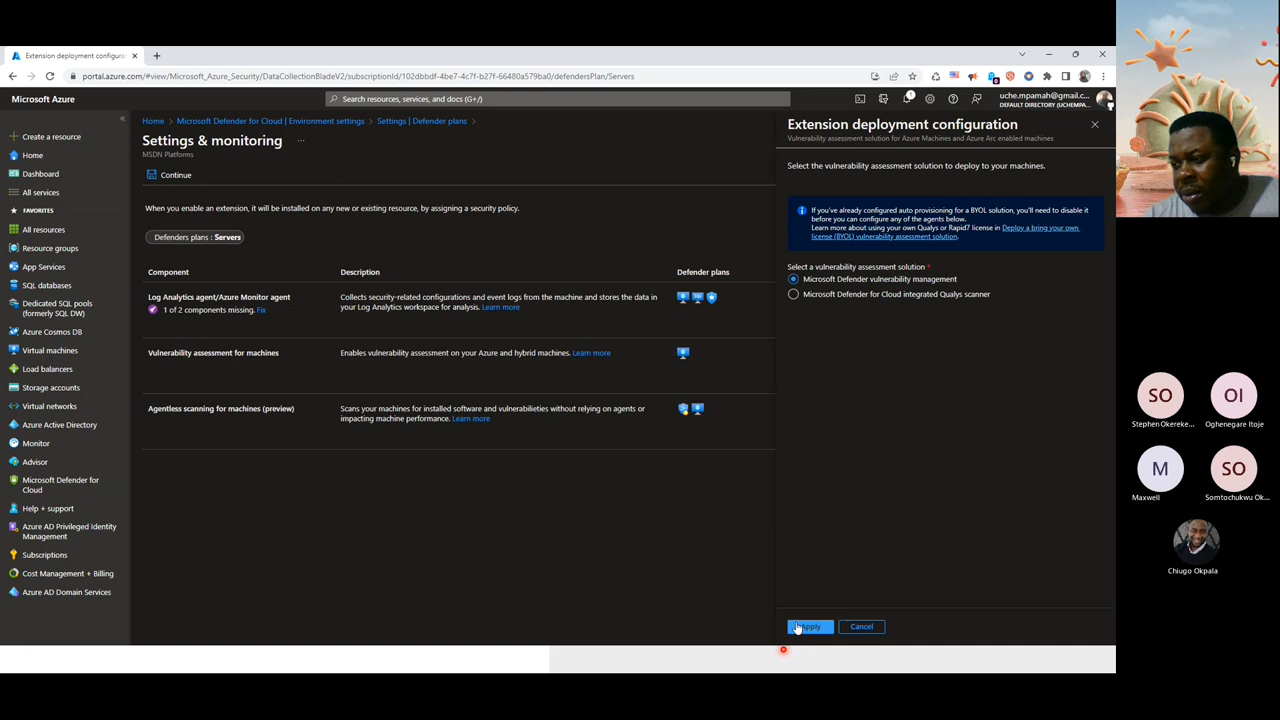 Extension deployment configura
portal.azure.com/#view/Microsoft_Azure_Security/DataCollectionBladeV2/subscriptionId/102dbbdf-4be7-4c7f-b27f-66480a579ba0/defendersPlan/Servers
Microsoft Azure
Search resources, services, and docs (G+/)
1
uche.mpamah@gmail.c...
DEFAULT DIRECTORY (UCHEMPA...
Create a resource
Home
Dashboard
All services
FAVORITES
All resources
Resource groups
App Services
SQL databases
Dedicated SQL pools
(formerly SQL DW)
Azure Cosmos DB
Virtual machines
Load balancers
Storage accounts
Virtual networks
Azure Active Directory
Monitor
Advisor
Microsoft Defender for
Cloud
Help + support
Azure AD Privileged Identity
Management
Subscriptions
Cost Management + Billing
Azure AD Domain Services
Home > Microsoft Defender for Cloud | Environment settings > Settings | Defender plans >
Settings & monitoring ...
MSDN Platforms
Continue
When you enable an extension, it will be installed on any new or existing resource, by assigning a security policy.
Defenders plans : Servers
Component Description Defender plans
Log Analytics agent/Azure Monitor agent
1 of 2 components missing. Fix
Collects security-related configurations and event logs from the machine and stores the data in
your Log Analytics workspace for analysis. Learn more
Vulnerability assessment for machines
Enables vulnerability assessment on your Azure and hybrid machines. Learn more
Agentless scanning for machines (preview)
Scans your machines for installed software and vulnerabilieties without relying on agents or
impacting machine performance. Learn more
Extension deployment configuration
Vulnerability assessment solution for Azure Machines and Azure Arc enabled machines
Select the vulnerability assessment solution to deploy to your machines.
If you've already configured auto provisioning for a BYOL solution, you'll need to disable it
before you can configure any of the agents below.
Learn more about using your own Qualys or Rapid7 license in Deploy a bring your own
license (BYOL) vulnerability assessment solution.
Select a vulnerability assessment solution *
Microsoft Defender vulnerability management
Microsoft Defender for Cloud integrated Qualys scanner
Apply
Cancel
SO
Stephen Okereke...
OI
Oghenegare Itoje
M
Maxwell
SO
Somtochukwu Ok...
Chiugo Okpala